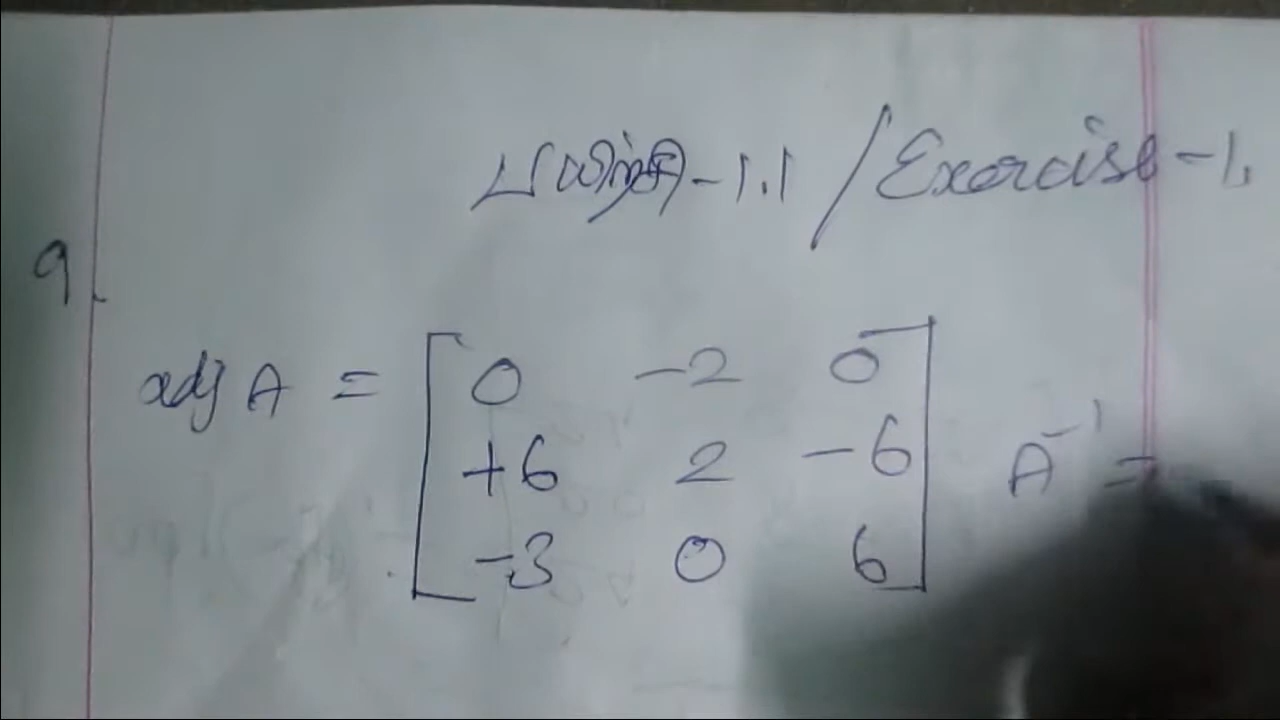 பயிற்சி-1.1 / Exercise-1.
9.
adj A = [ 0 -2 0
+6 2 -6 A⁻¹ =
-3 0 6 ]